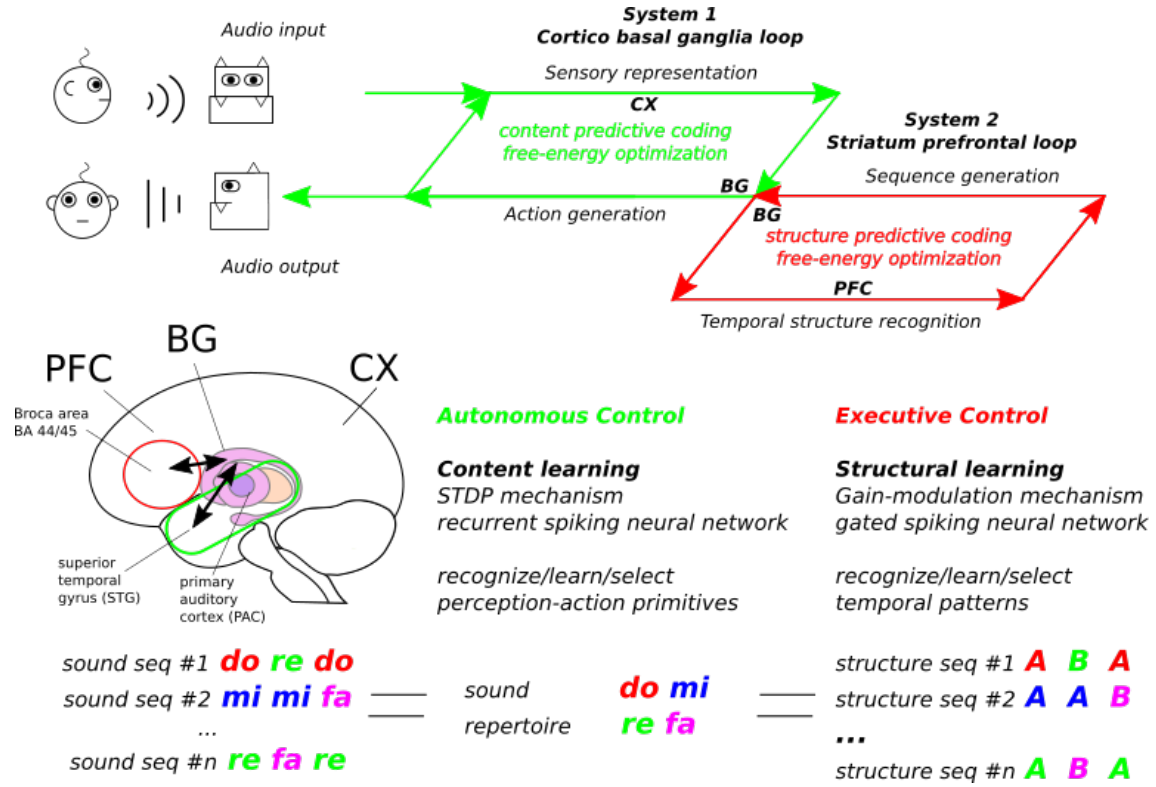 Audio input
System 1
Cortico basal ganglia loop
Sensory representation
CX
content predictive coding
free-energy optimization
System 2
Striatum prefrontal loop
BG
Sequence generation
Action generation
BG
structure predictive coding
free-energy optimization
Audio output
PFC
Temporal structure recognition
BG
PFC
CX
Broca area
BA 44/45
superior
temporal
gyrus (STG)
primary
auditory
cortex (PAC)
Autonomous Control
Content learning
STDP mechanism
recurrent spiking neural network
recognize/learn/select
perception-action primitives
Executive Control
Structural learning
Gain-modulation mechanism
gated spiking neural network
recognize/learn/select
temporal patterns
sound seq #1 do re do
sound seq #2 mi mi fa
...
sound seq #n re fa re
sound do mi
repertoire re fa
structure seq #1 A B A
structure seq #2 A A B
...
structure seq #n A B A